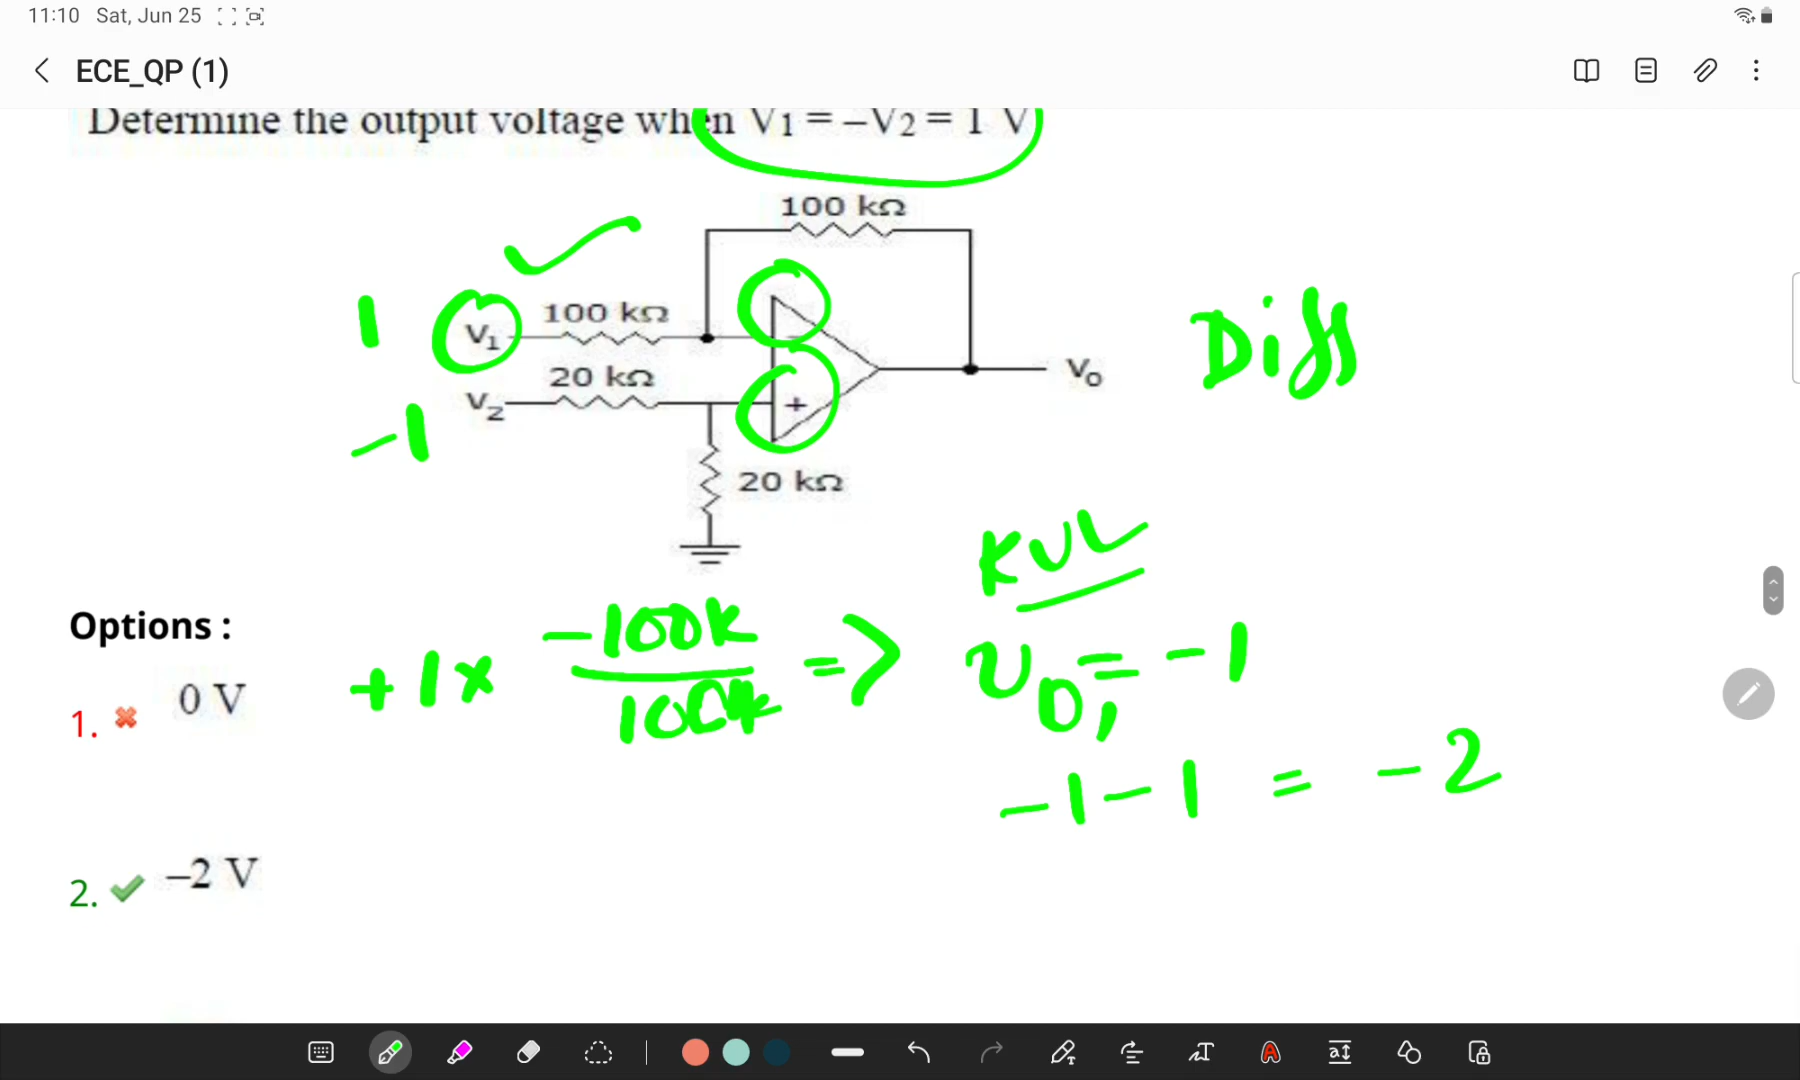 11:10 Sat, Jun 25
ECE_QP (1)
Determine the output voltage when V1 = –V2 = 1 V
100 kΩ
1 V1 100 kΩ
Diff
20 kΩ
-1 V2
+
Vo
20 kΩ
KVL
Options :
+1x -100k => vo1 = -1
100k
1. 0 V
-1-1 = -2
2. –2 V